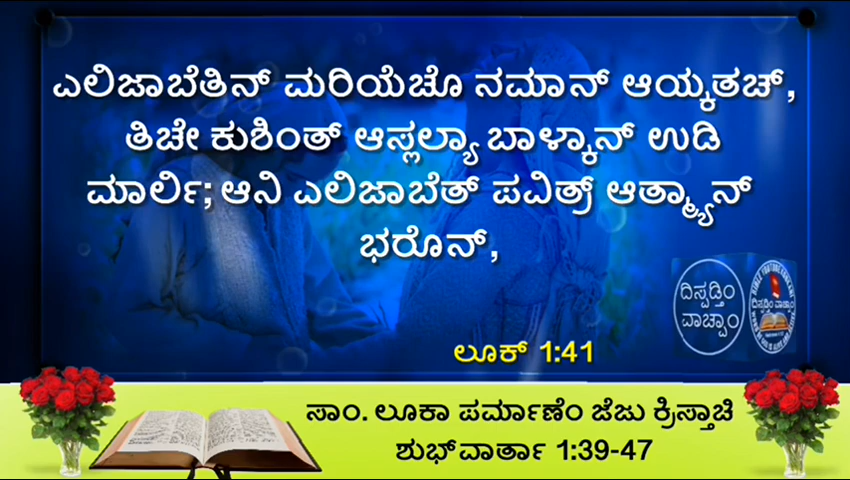 ಎಲಿಜಾಬೆತಿನ್ ಮರಿಯೆಚೊ ನಮಾನ್ ಆಯ್ಕತಚ್,
ತಿಚೇ ಕುಶಿಂತ್ ಆಸ್ಲಲ್ಯಾ ಬಾಳ್ಕಾನ್ ಉಡಿ
ಮಾರ್ಲಿ; ಆನಿ ಎಲಿಜಾಬೆತ್ ಪವಿತ್ರ್ ಆತ್ಮ್ಯಾನ್
ಭರೊನ್,
ದಿಸ್ಪಡ್ತಿಂ
ವಾಚ್ಪಾಂ
ಲೂಕ್ 1:41
ಸಾಂ. ಲೂಕಾ ಪರ್ಮಾಣೆಂ ಜೆಜು ಕ್ರಿಸ್ತಾಚಿ
ಶುಭ್‌ವಾರ್ತಾ 1:39-47